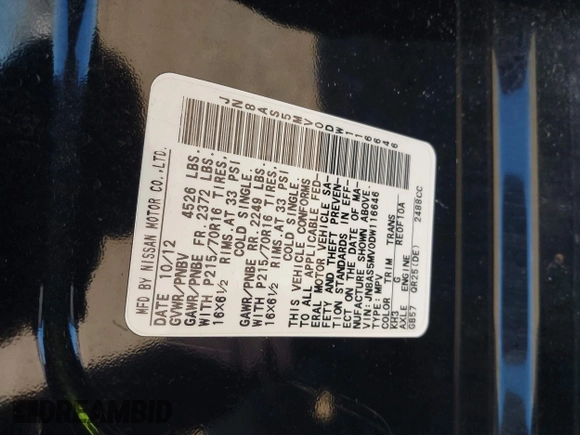 MFD BY NISSAN MOTOR CO.,LTD.
DATE 10/12
GVWR/PNBV 4526 LBS.
GAWR/PNBE FR. 2372 LBS.
WITH P215/70R16 TIRES.
16X6½ RIMS AT 33 PSI
COLD SINGLE.
GAWR/PNBE RR. 2249 LBS
WITH P215/70R16 TIRES.
16X6½ RIMS AT 33 PSI
COLD SINGLE.
THIS VEHICLE CONFORMS
TO ALL APPLICABLE FED-
ERAL MOTOR VEHICLE SA-
FETY AND THEFT PREVEN-
TION STANDARDS IN EFF-
ECT ON THE DATE OF MA-
NUFACTURE SHOWN ABOVE.
VIN:JN8AS5MV0DW116646
TYPE:MPV
COLOR TRIM TRANS
KH3 G RE0F10A
AXLE ENGINE
GB57 QR25(DE) 2488CC
JN8AS5MV0DW116646
DREAMBID